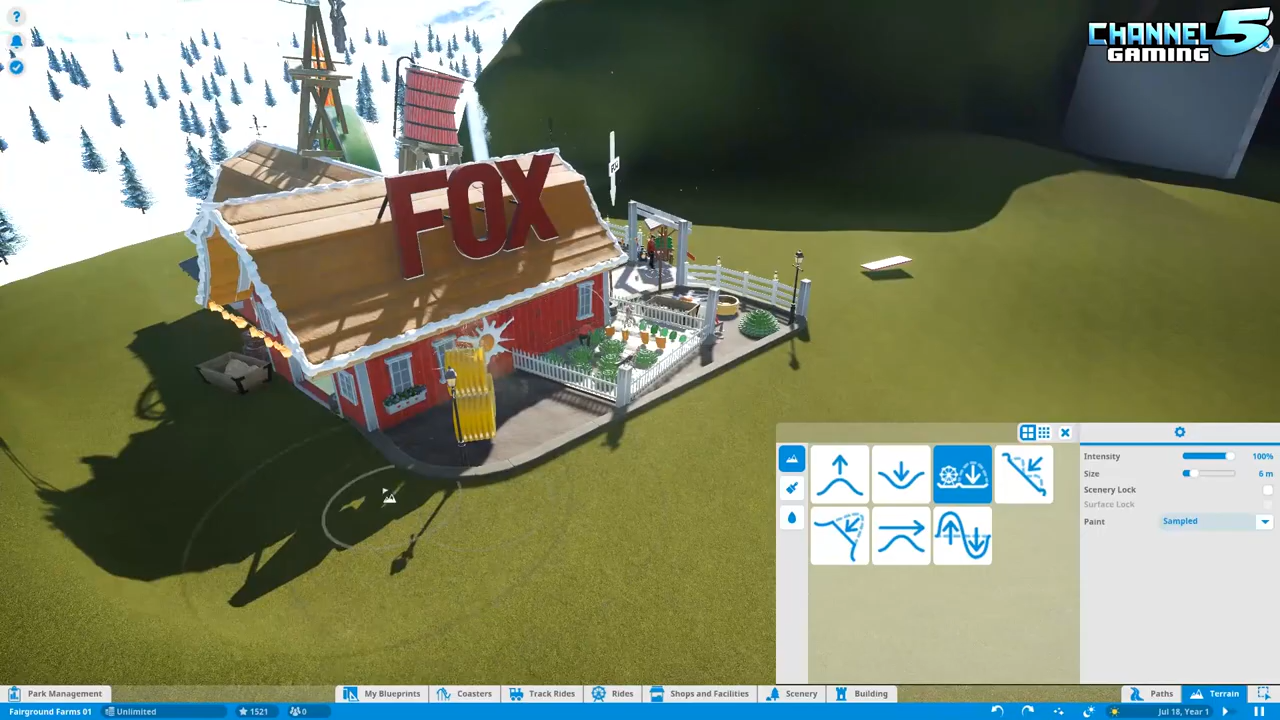 ?
CHANNEL 5
GAMING
FOX
Intensity 100%
Size 6 m
Scenery Lock
Surface Lock
Paint Sampled
Park Management My Blueprints Coasters Track Rides Rides Shops and Facilities Scenery Building Paths Terrain
Fairground Farms 01 Unlimited 1521 0 Jul 18, Year 1